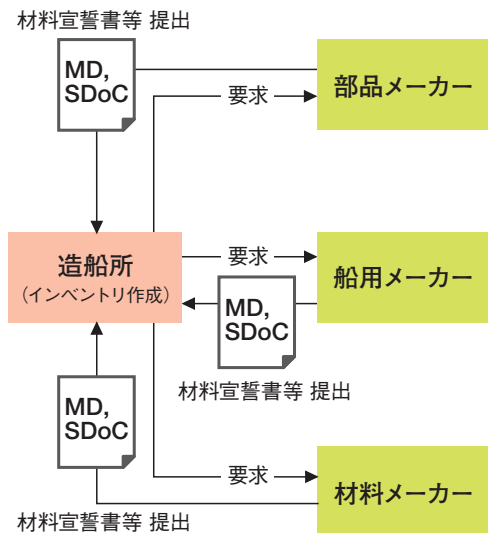 材料宣誓書等 提出
MD,
SDoC
要求
部品メーカー
造船所
（インベントリ作成）
要求
船用メーカー
MD,
SDoC
材料宣誓書等 提出
MD,
SDoC
要求
材料メーカー
材料宣誓書等 提出